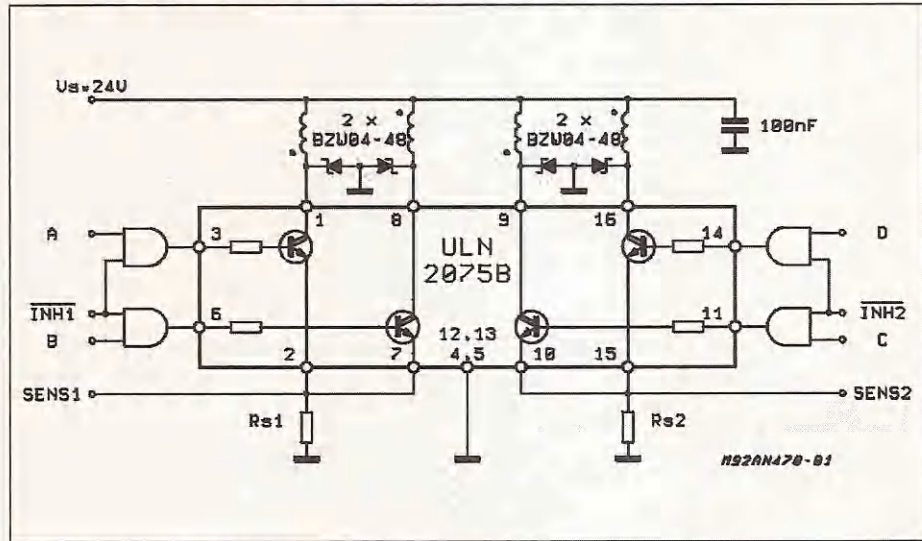 Vs=24V
2 ×
BZW04-48
2 ×
BZW04-48
100nF
A
3
1
8
9
16
14
D
ULN
2075B
INH1
6
11
INH2
B
2
7
12.13
4.5
10
15
C
SENS1
SENS2
Rs1
Rs2
M92AN470-01